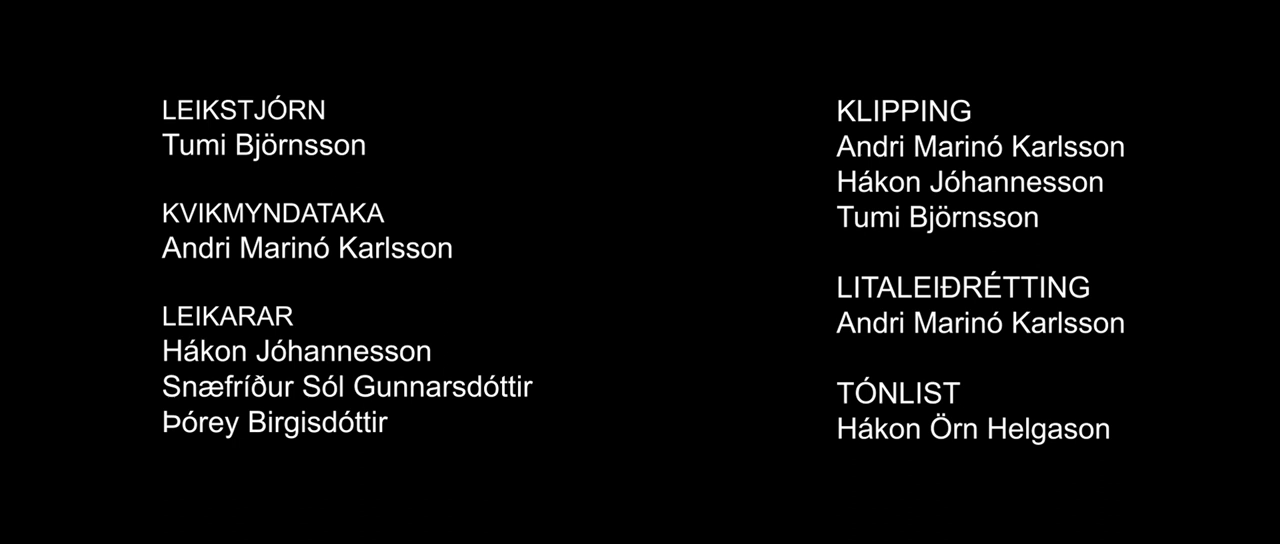 LEIKSTJÓRN
Tumi Björnsson
KVIKMYNDATAKA
Andri Marinó Karlsson
LEIKARAR
Hákon Jóhannesson
Snæfríður Sól Gunnarsdóttir
Þórey Birgisdóttir
KLIPPING
Andri Marinó Karlsson
Hákon Jóhannesson
Tumi Björnsson
LITALEIÐRÉTTING
Andri Marinó Karlsson
TÓNLIST
Hákon Örn Helgason